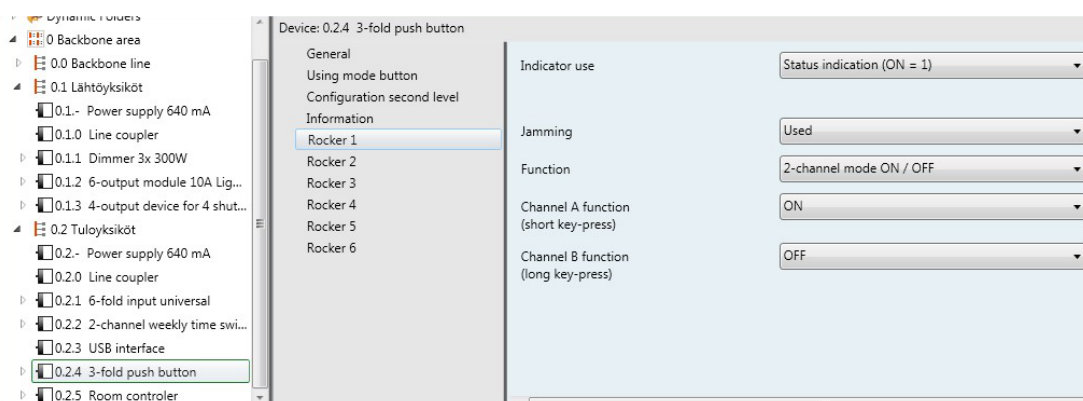 Dynamic Folders
0 Backbone area
0.0 Backbone line
0.1 Lähtöyksiköt
0.1.- Power supply 640 mA
0.1.0 Line coupler
0.1.1 Dimmer 3x 300W
0.1.2 6-output module 10A Lig...
0.1.3 4-output device for 4 shut...
0.2 Tuloyksiköt
0.2.- Power supply 640 mA
0.2.0 Line coupler
0.2.1 6-fold input universal
0.2.2 2-channel weekly time swi...
0.2.3 USB interface
0.2.4 3-fold push button
0.2.5 Room controler
Device: 0.2.4 3-fold push button
General
Using mode button
Configuration second level
Information
Rocker 1
Rocker 2
Rocker 3
Rocker 4
Rocker 5
Rocker 6
Indicator use
Status indication (ON = 1)
Jamming
Used
Function
2-channel mode ON / OFF
Channel A function
(short key-press)
ON
Channel B function
(long key-press)
OFF